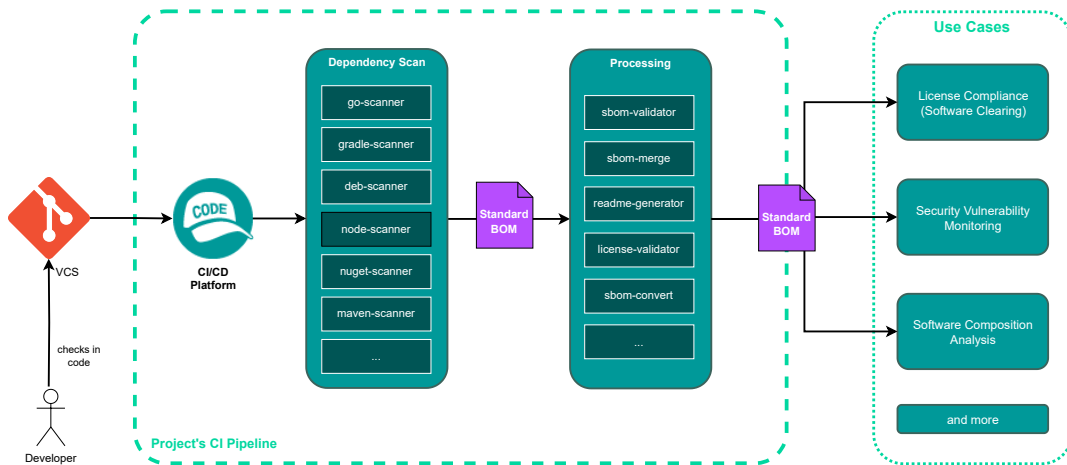 Use Cases
Dependency Scan
go-scanner
gradle-scanner
deb-scanner
node-scanner
nuget-scanner
maven-scanner
...
Processing
sbom-validator
sbom-merge
readme-generator
license-validator
sbom-convert
...
License Compliance
(Software Clearing)
Security Vulnerability
Monitoring
Software Composition
Analysis
and more
CODE
CI/CD
Platform
Standard
BOM
Standard
BOM
VCS
checks in
code
Developer
Project's CI Pipeline